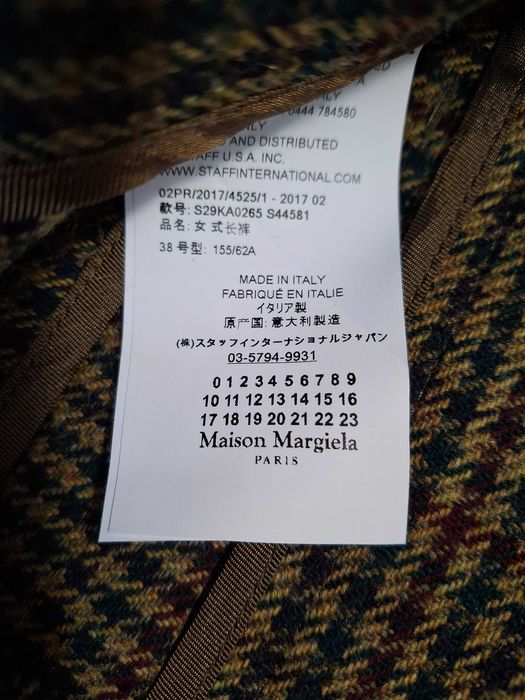 0444 784580
AND DISTRIBUTED
STAFF U.S.A. INC.
WWW.STAFFINTERNATIONAL.COM
02PR/2017/4525/1 - 2017 02
款号: S29KA0265 S44581
品名: 女 式长裤
38 号型: 155/62A
MADE IN ITALY
FABRIQUÉ EN ITALIE
イタリア製
原产国: 意大利製造
(株)スタッフインターナショナルジャパン
03-5794-9931
0 1 2 3 4 5 6 7 8 9
10 11 12 13 14 15 16
17 18 19 20 21 22 23
Maison Margiela
PARIS